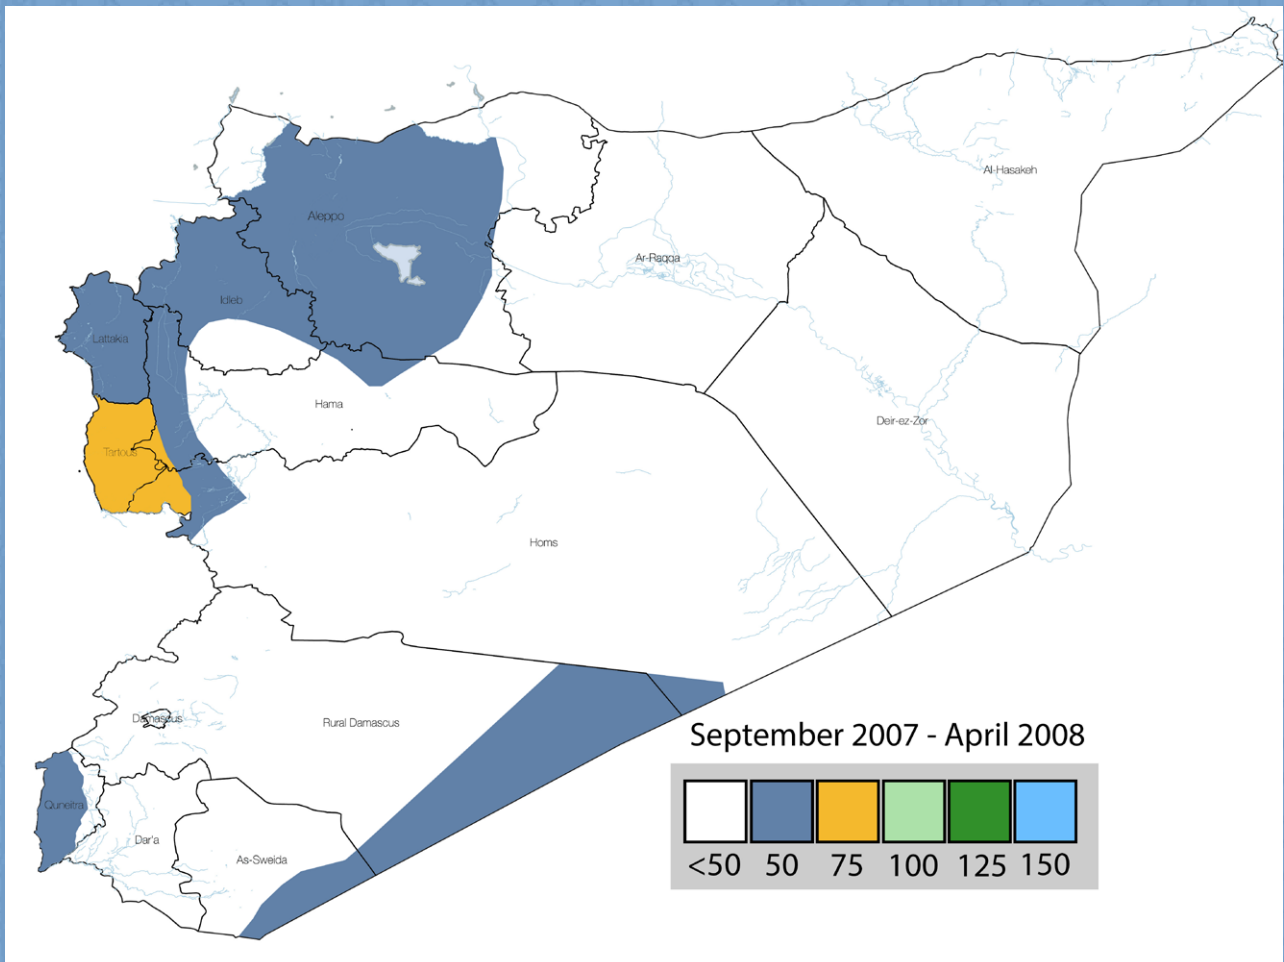 Al-Hasakeh
Aleppo
Ar-Raqqa
Idleb
Lattakia
Hama
Deir-ez-Zor
Tartous
Homs
Damascus
Rural Damascus
Quneitra
Dar'a
As-Sweida
September 2007 - April 2008
<50 50 75 100 125 150